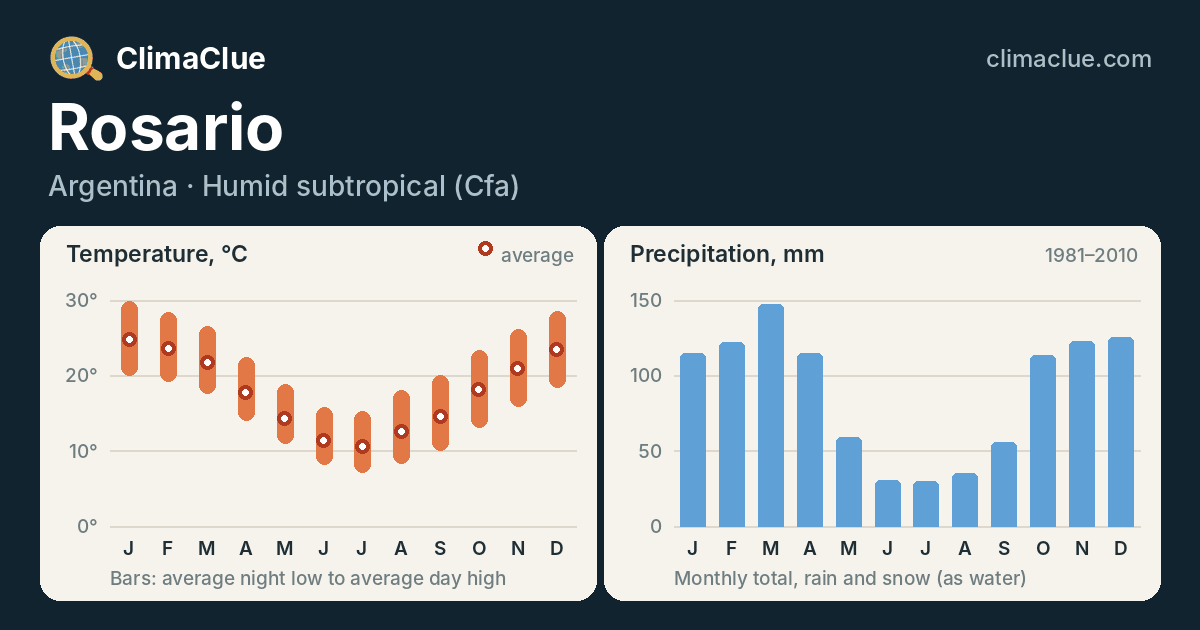 ClimaClue
climaclue.com
Rosario
Argentina · Humid subtropical (Cfa)
Temperature, °C
average
30°
20°
10°
0°
J F M A M J J A S O N D
Bars: average night low to average day high
Precipitation, mm
1981–2010
150
100
50
0
J F M A M J J A S O N D
Monthly total, rain and snow (as water)